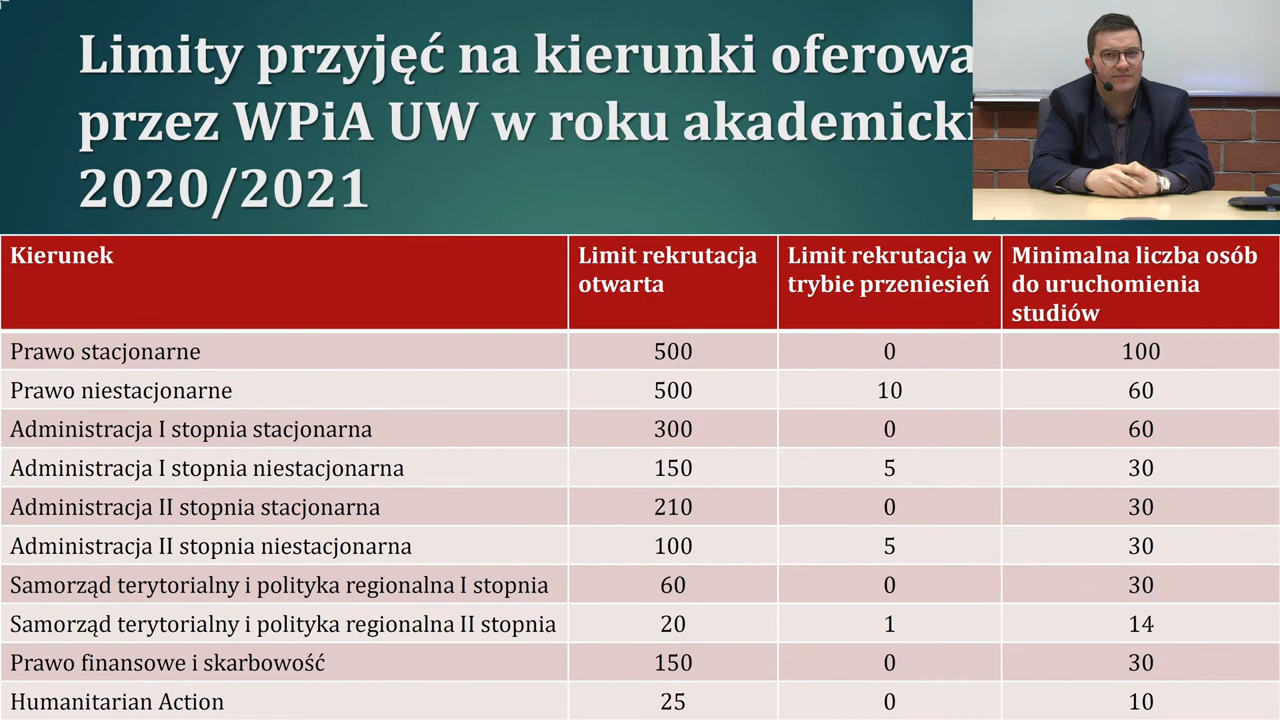 Limity przyjęć na kierunki oferowa
przez WPiA UW w roku akademicki
2020/2021
Kierunek
Limit rekrutacja
otwarta
Limit rekrutacja w
trybie przeniesień
Minimalna liczba osób
do uruchomienia
studiów
Prawo stacjonarne 500 0 100
Prawo niestacjonarne 500 10 60
Administracja I stopnia stacjonarna 300 0 60
Administracja I stopnia niestacjonarna 150 5 30
Administracja II stopnia stacjonarna 210 0 30
Administracja II stopnia niestacjonarna 100 5 30
Samorząd terytorialny i polityka regionalna I stopnia 60 0 30
Samorząd terytorialny i polityka regionalna II stopnia 20 1 14
Prawo finansowe i skarbowość 150 0 30
Humanitarian Action 25 0 10